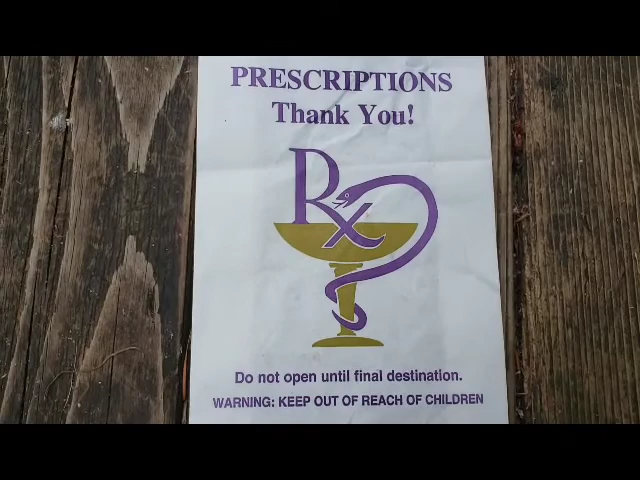 PRESCRIPTIONS
Thank You!
Rx
Do not open until final destination.
WARNING: KEEP OUT OF REACH OF CHILDREN